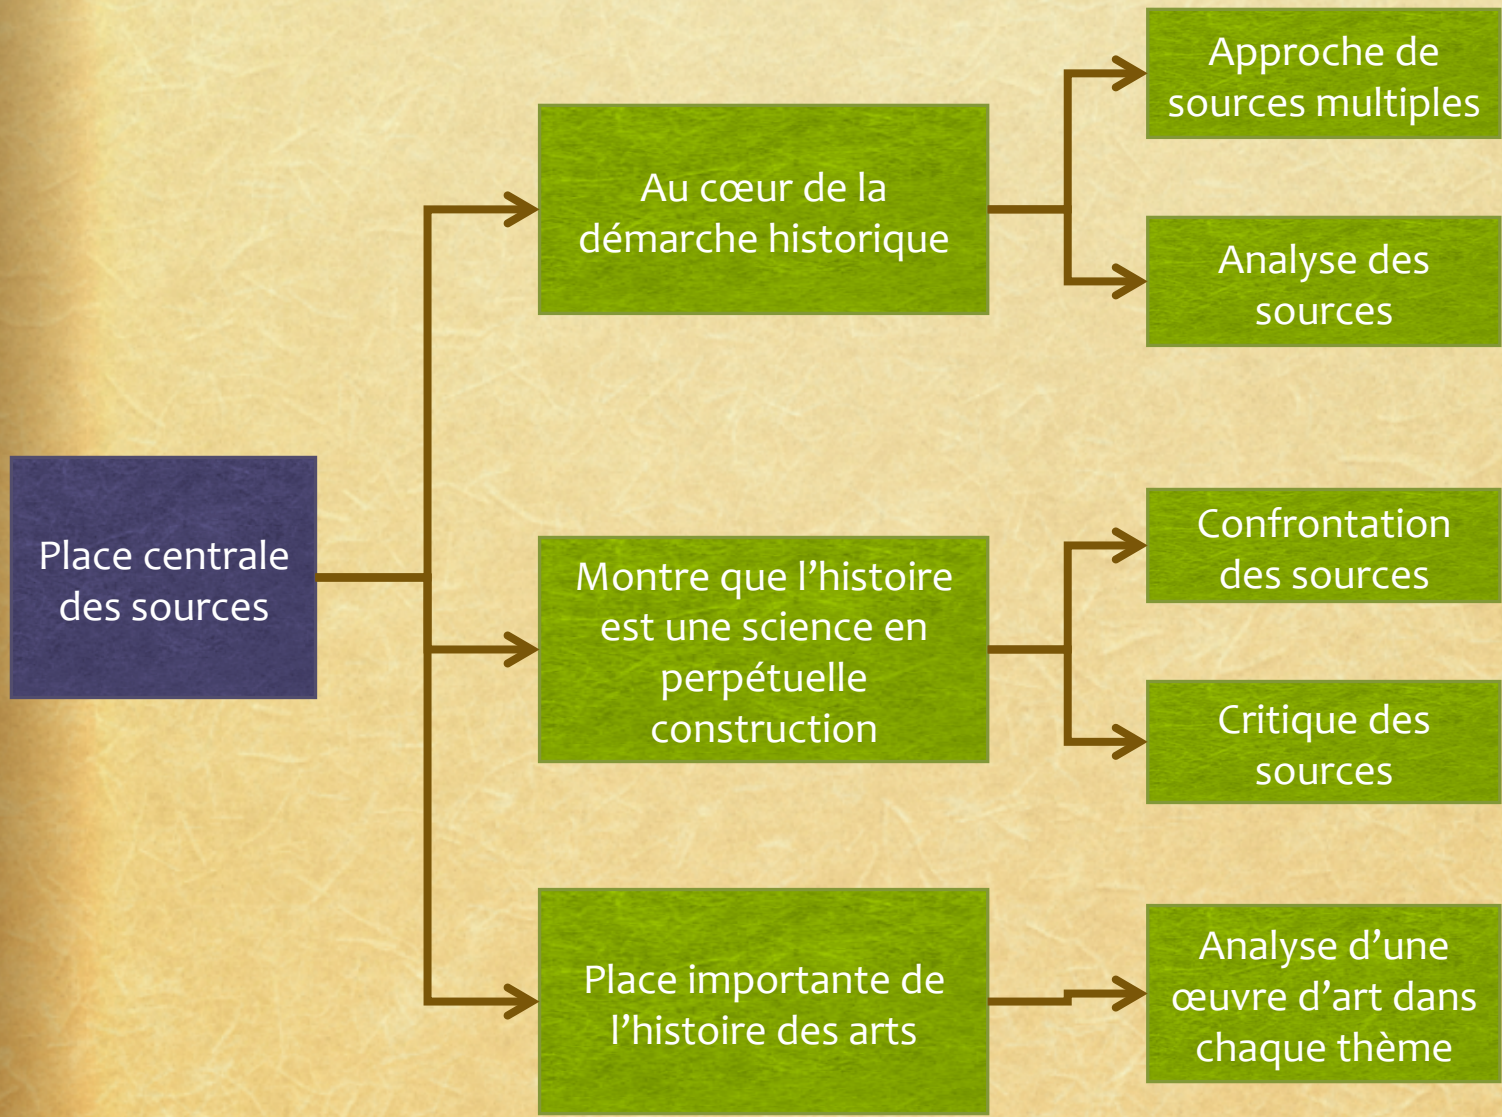 Place centrale
des sources
Au cœur de la
démarche historique
Approche de
sources multiples
Analyse des
sources
Montre que l’histoire
est une science en
perpétuelle
construction
Confrontation
des sources
Critique des
sources
Place importante de
l’histoire des arts
Analyse d’une
œuvre d’art dans
chaque thème